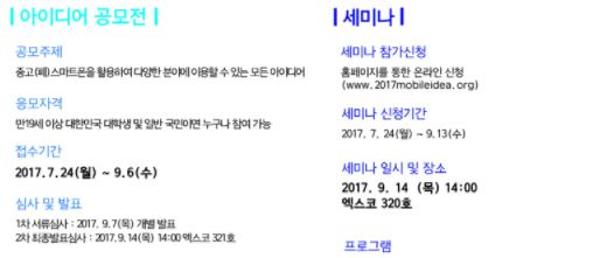 | 아이디어 공모전 |
공모주제
중고(폐)스마트폰을 활용하여 다양한 분야에 이용할 수 있는 모든 아이디어
응모자격
만19세 이상 대한민국 대학생 및 일반 국민이면 누구나 참여 가능
접수기간
2017.7.24(월) ~ 9.6(수)
심사 및 발표
1차 서류심사 : 2017. 9.7(목) 개별 발표
2차 최종발표심사 : 2017.9.14(목) 14:00 엑스코 321호
| 세미나 |
세미나 참가신청
홈페이지를 통한 온라인 신청
(www.2017mobileidea.org)
세미나 신청기간
2017. 7. 24(월) ~ 9.13(수)
세미나 일시 및 장소
2017. 9. 14 (목) 14:00
엑스코 320호
프로그램